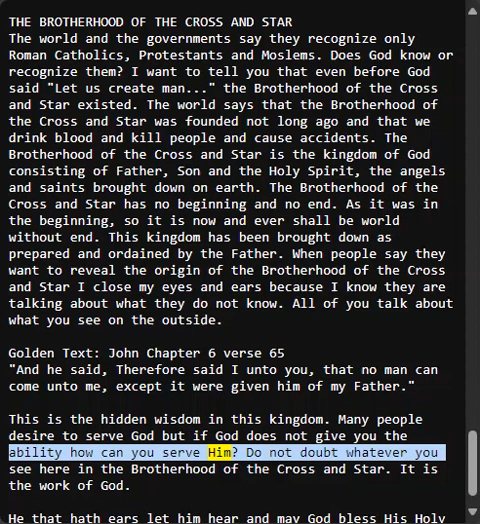 THE BROTHERHOOD OF THE CROSS AND STAR
The world and the governments say they recognize only
Roman Catholics, Protestants and Moslems. Does God know or
recognize them? I want to tell you that even before God
said "Let us create man..." the Brotherhood of the Cross
and Star existed. The world says that the Brotherhood of
the Cross and Star was founded not long ago and that we
drink blood and kill people and cause accidents. The
Brotherhood of the Cross and Star is the kingdom of God
consisting of Father, Son and the Holy Spirit, the angels
and saints brought down on earth. The Brotherhood of the
Cross and Star has no beginning and no end. As it was in
the beginning, so it is now and ever shall be world
without end. This kingdom has been brought down as
prepared and ordained by the Father. When people say they
want to reveal the origin of the Brotherhood of the Cross
and Star I close my eyes and ears because I know they are
talking about what they do not know. All of you talk about
what you see on the outside.
Golden Text: John Chapter 6 verse 65
"And he said, Therefore said I unto you, that no man can
come unto me, except it were given him of my Father."
This is the hidden wisdom in this kingdom. Many people
desire to serve God but if God does not give you the
ability how can you serve Him? Do not doubt whatever you
see here in the Brotherhood of the Cross and Star. It is
the work of God.
He that hath ears let him hear and may God bless His Holy